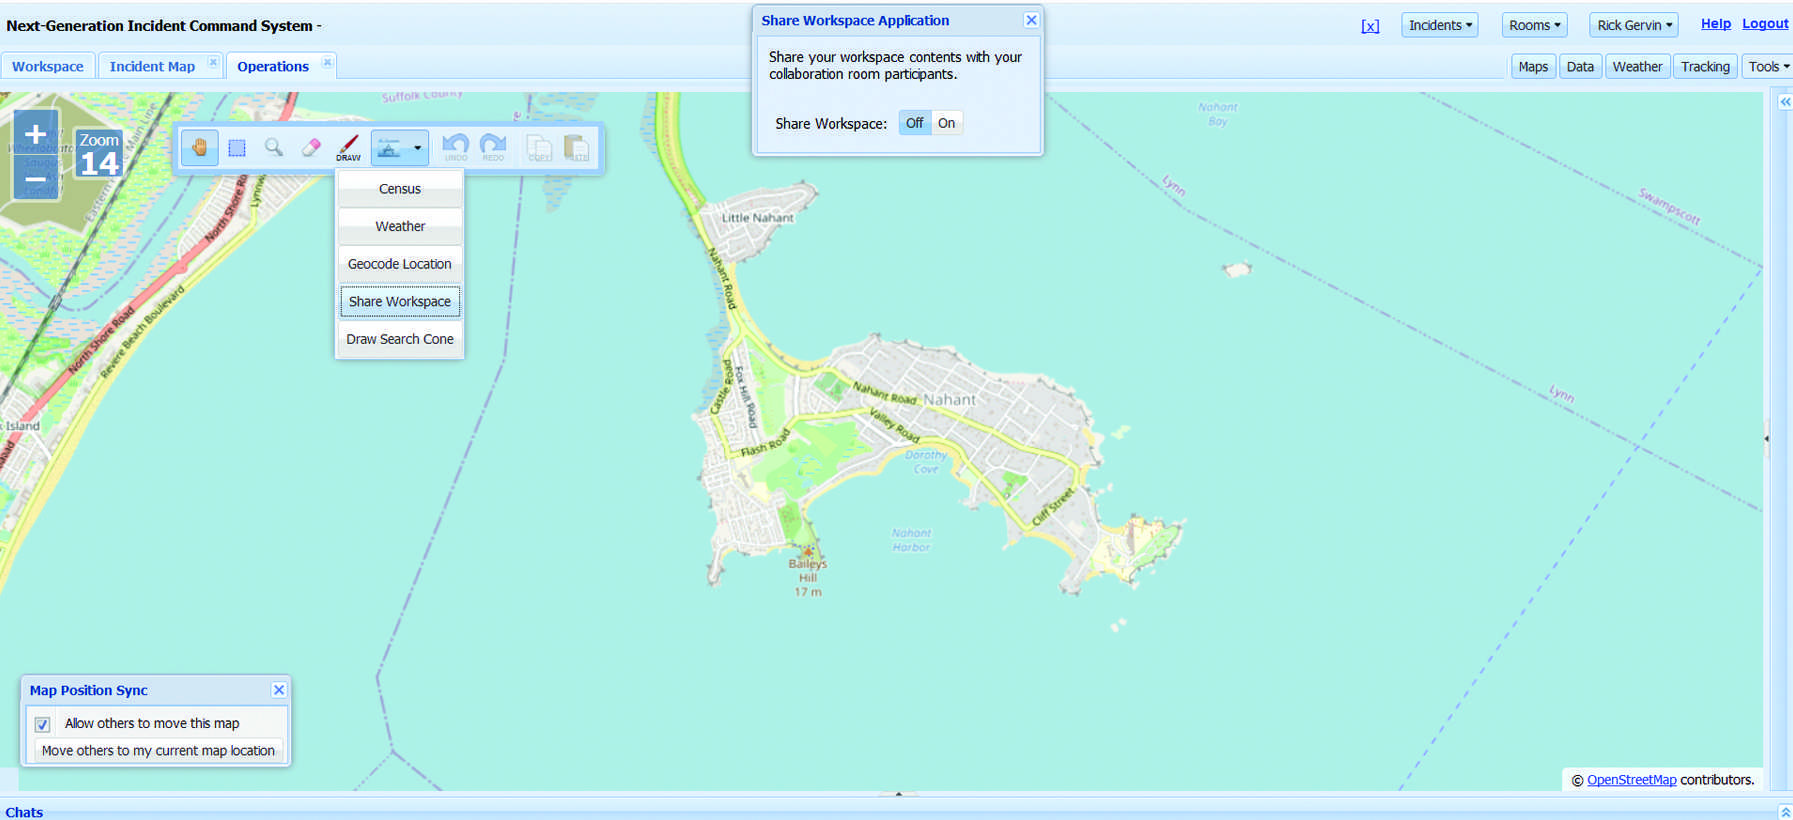 Next-Generation Incident Command System -
[x]
Incidents
Rooms
Rick Gervin
Help
Logout
Workspace
Incident Map
Operations
Maps
Data
Weather
Tracking
Tools
Share Workspace Application
Share your workspace contents with your
collaboration room participants.
Share Workspace:
Off
On
+
−
Zoom
14
DRAW
UNDO
REDO
COPY
PASTE
Census
Weather
Geocode Location
Share Workspace
Draw Search Cone
Suffolk County
Eastern
Main Line
North Shore Road
Lynnwa
North Shore Road
Revere Beach Boulevard
k Island
Little Nahant
Nahant Road
Castle Road
Fox Hill Road
Flash Road
Nahant Road
Valley Road
Nahant
Dorothy
Cove
Cliff Street
Nahant
Harbor
Baileys
Hill
17 m
Nahant
Bay
Lynn
Swampscott
Lynn
Map Position Sync
Allow others to move this map
Move others to my current map location
© OpenStreetMap contributors.
Chats